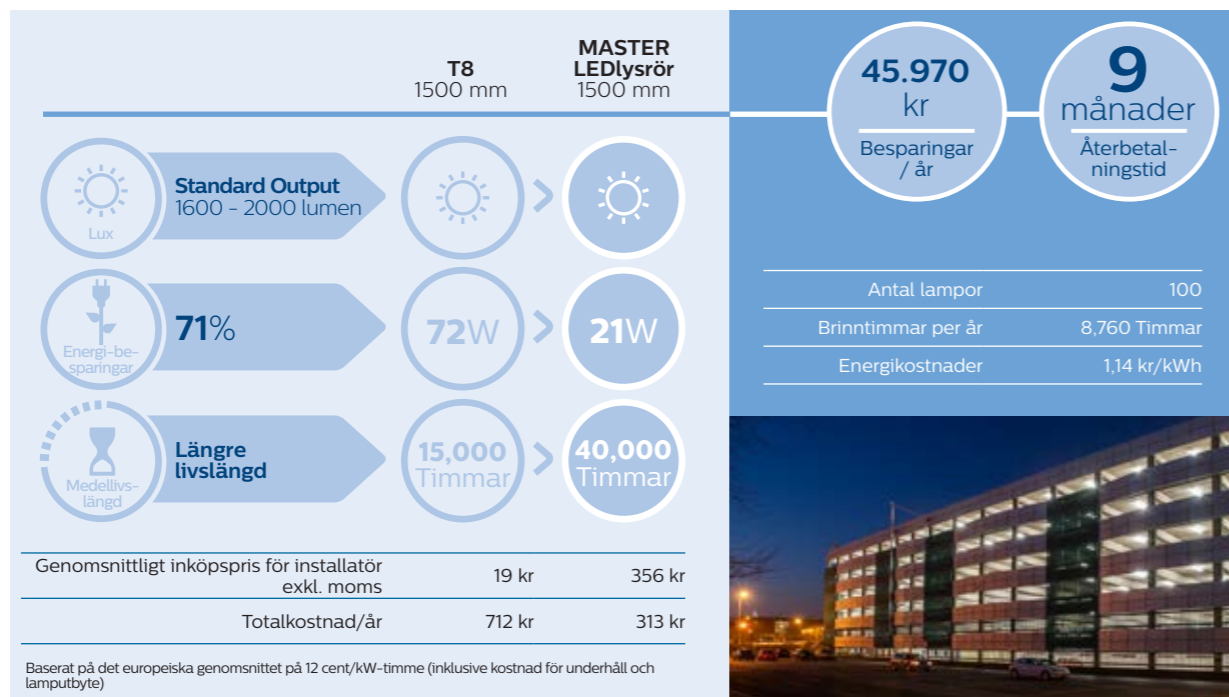 T8
1500 mm
MASTER
LEDlysrör
1500 mm
Lux
Standard Output
1600 - 2000 lumen
Energi-be-
sparingar
71%
72W
21W
Medellivs-
längd
Längre
livslängd
15,000
Timmar
40,000
Timmar
Genomsnittligt inköpspris för installatör
exkl. moms
19 kr
356 kr
Totalkostnad/år
712 kr
313 kr
Baserat på det europeiska genomsnittet på 12 cent/kW-timme (inklusive kostnad för underhåll och
lamputbyte)
45.970
kr
Besparingar
/ år
9
månader
Återbetal-
ningstid
Antal lampor
100
Brinntimmar per år
8,760 Timmar
Energikostnader
1,14 kr/kWh